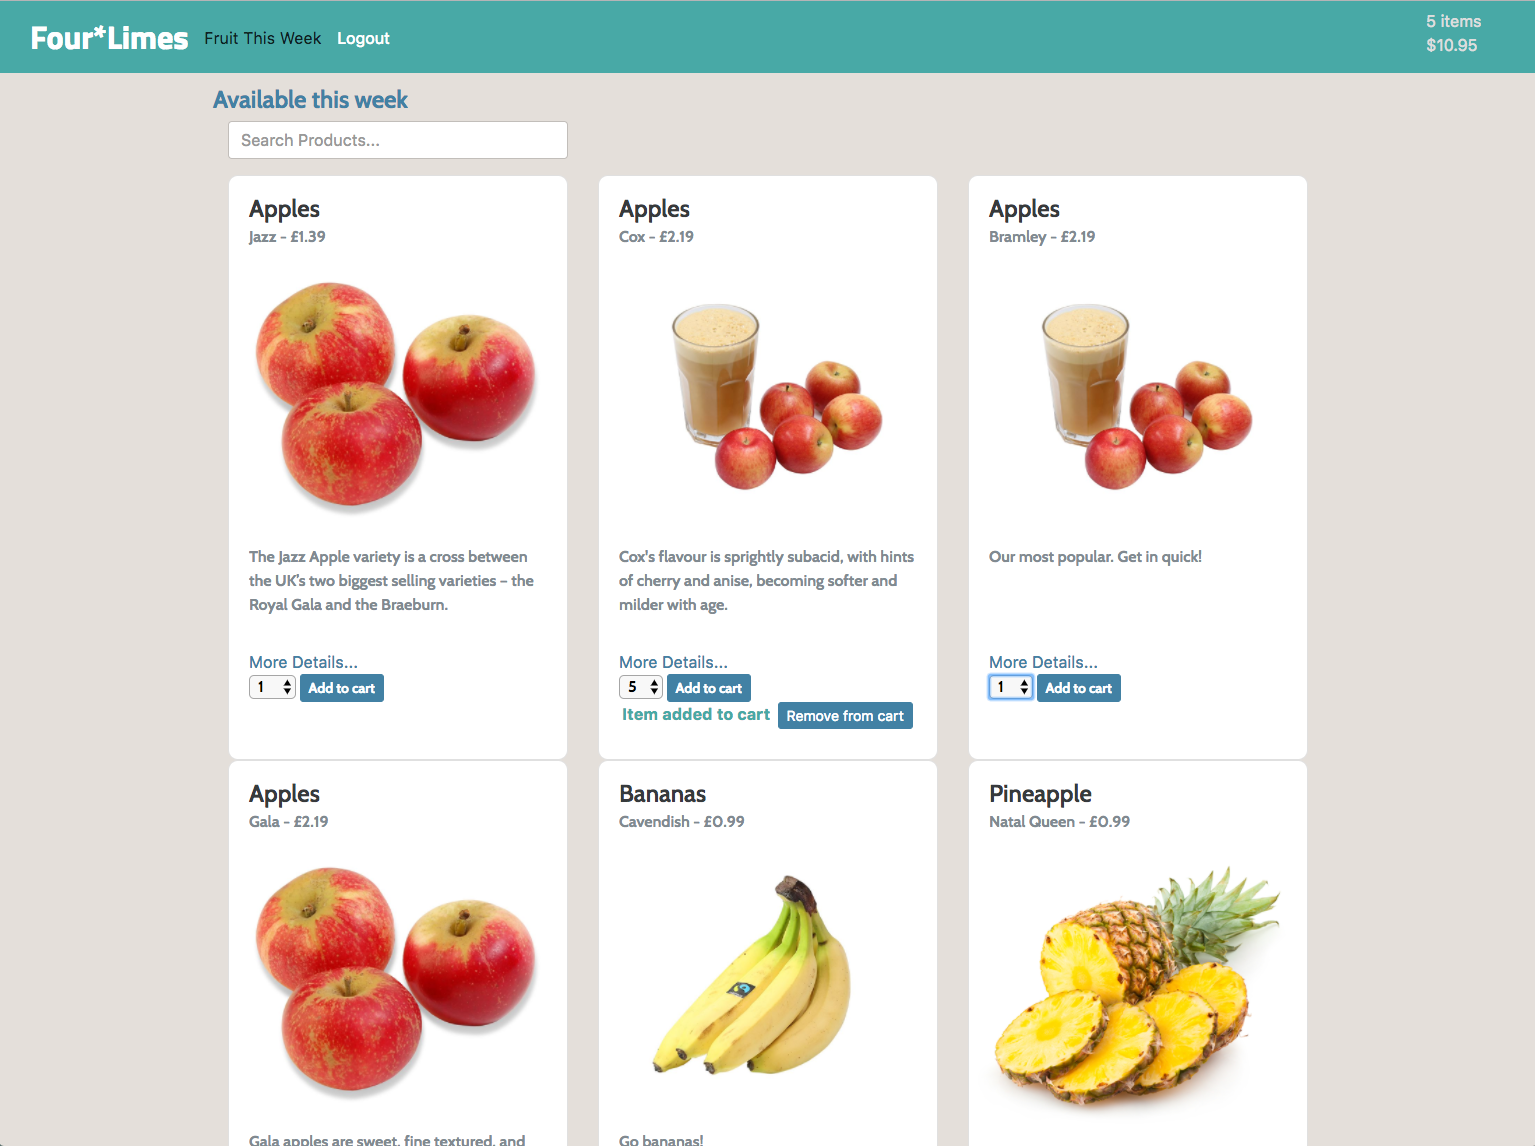 Four*Limes Fruit This Week Logout
5 items
$10.95
Available this week
Search Products...
Apples
Jazz - £1.39
The Jazz Apple variety is a cross between
the UK's two biggest selling varieties – the
Royal Gala and the Braeburn.
More Details...
1 Add to cart
Apples
Cox - £2.19
Cox's flavour is sprightly subacid, with hints
of cherry and anise, becoming softer and
milder with age.
More Details...
5 Add to cart
Item added to cart Remove from cart
Apples
Bramley - £2.19
Our most popular. Get in quick!
More Details...
1 Add to cart
Apples
Gala - £2.19
Gala apples are sweet, fine textured, and
Bananas
Cavendish - £0.99
Go bananas!
Pineapple
Natal Queen - £0.99